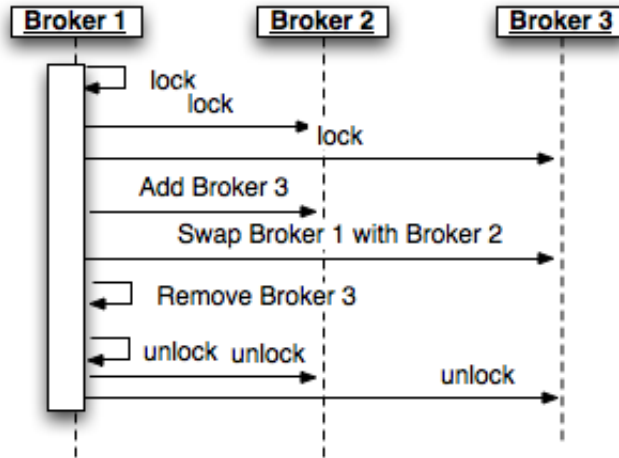 Broker 1
Broker 2
Broker 3
lock
lock
lock
Add Broker 3
Swap Broker 1 with Broker 2
Remove Broker 3
unlock
unlock
unlock